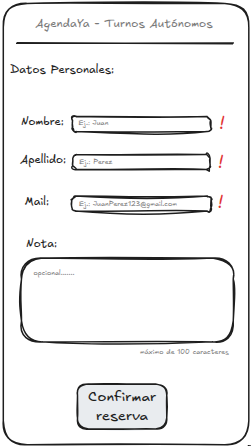 AgendaYa - Turnos Autónomos
Datos Personales:
Nombre: Ej.: Juan !
Apellido: Ej.: Perez !
Mail: Ej.: JuanPerez123@gmail.com !
Nota:
opcional.......
máximo de 100 caracteres
Confirmar
reserva